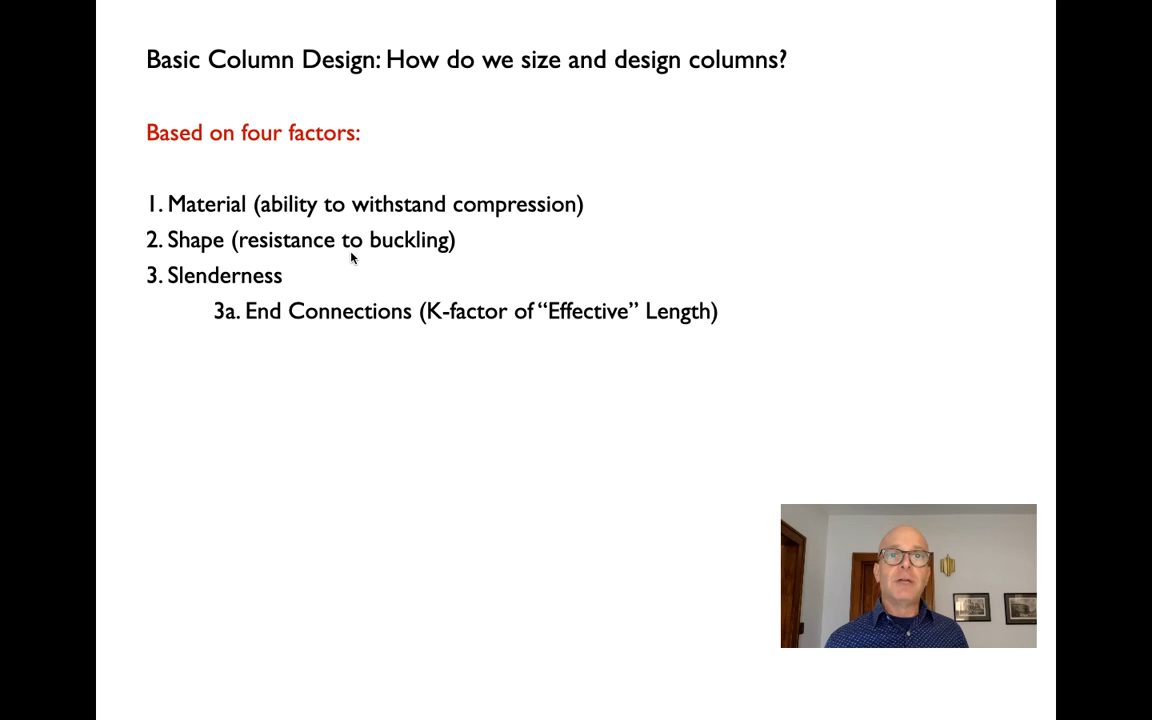 Basic Column Design: How do we size and design columns?
Based on four factors:
1. Material (ability to withstand compression)
2. Shape (resistance to buckling)
3. Slenderness
3a. End Connections (K-factor of “Effective” Length)